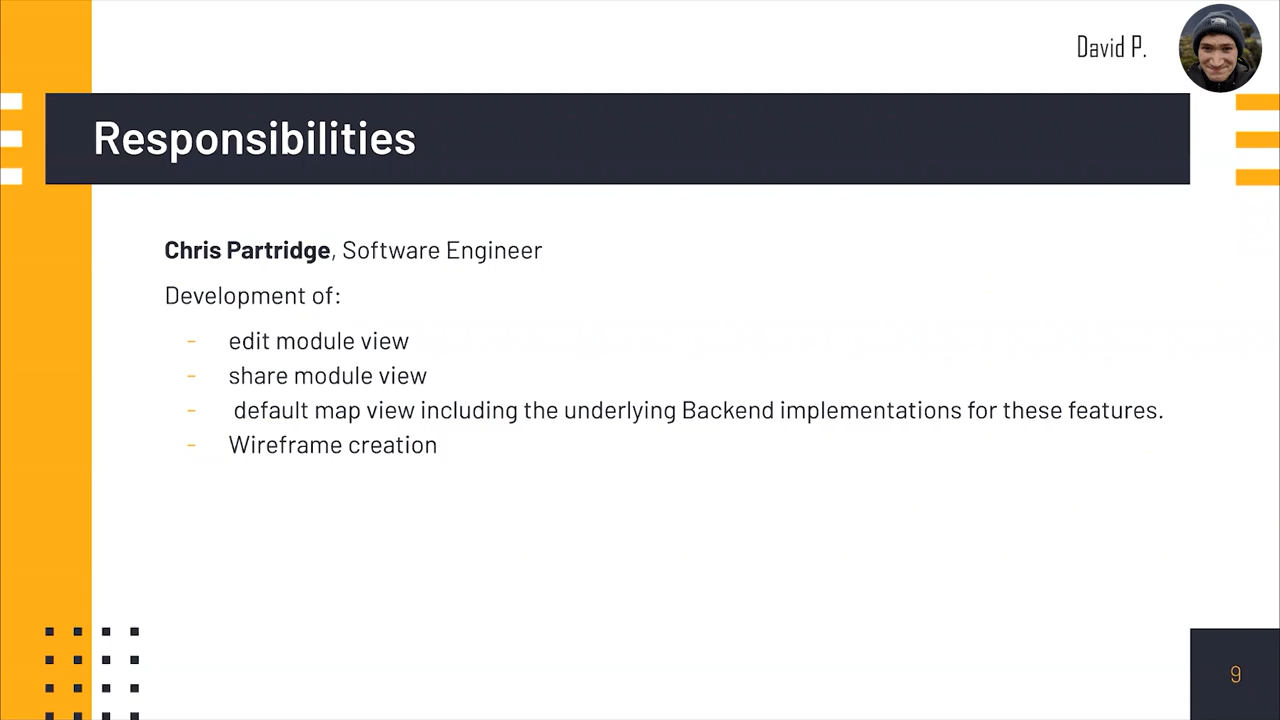 David P.
Responsibilities
Chris Partridge, Software Engineer
Development of:
- edit module view
- share module view
- default map view including the underlying Backend implementations for these features.
- Wireframe creation
9